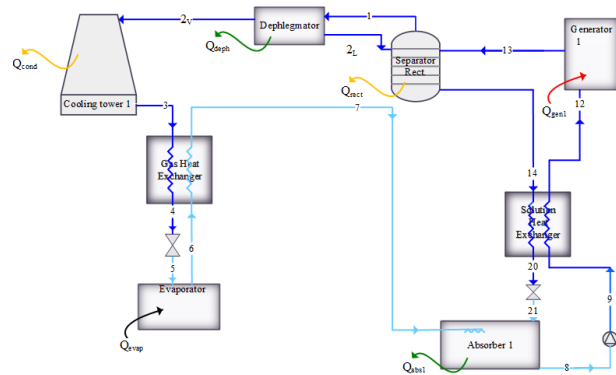 1
2V
Dephlegmator
Generator
1
Qdeph
2L
13
Separator
Rect.
Qcond
Qrect
Qgen1
12
Cooling tower 1
3
7
Gas Heat
Exchanger
14
4
6
Solution
Heat
Exchanger
20
5
9
Evaporator
21
Qevap
Absorber 1
Qabs1
8